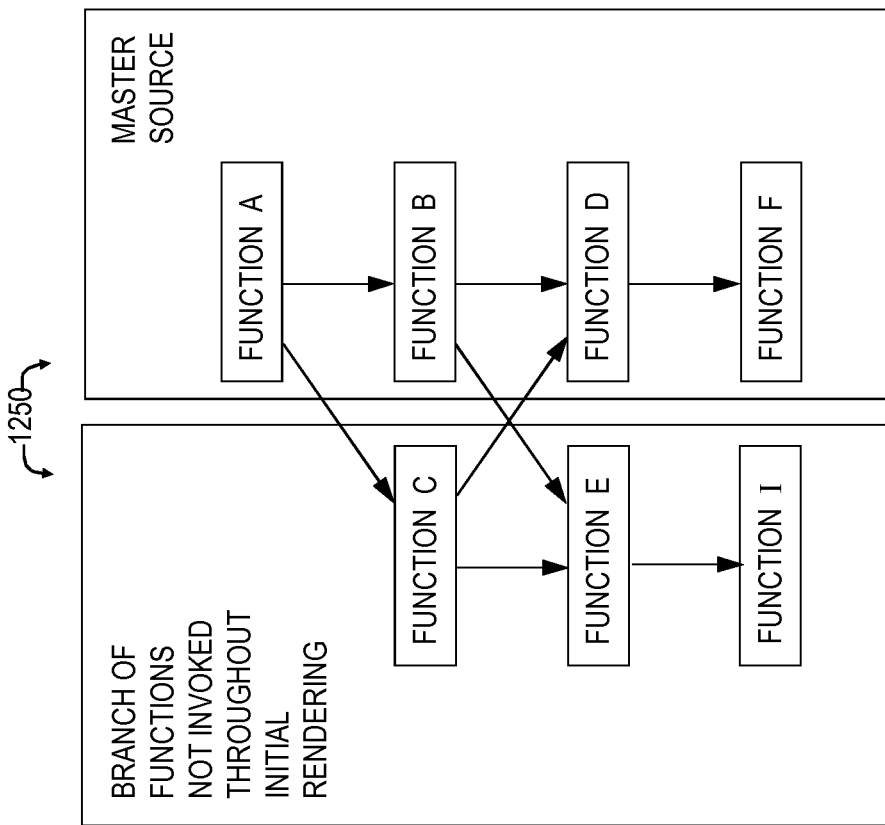 1250
BRANCH OF
FUNCTIONS
NOT INVOKED
THROUGHOUT
INITIAL
RENDERING
FUNCTION C
FUNCTION E
FUNCTION I
MASTER
SOURCE
FUNCTION A
FUNCTION B
FUNCTION D
FUNCTION F